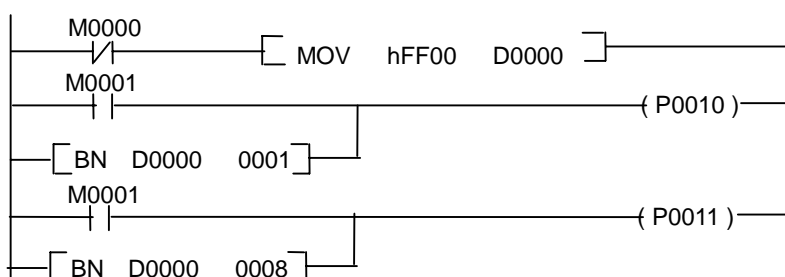 M0000
MOV hFF00 D0000
M0001
( P0010 )
BN D0000 0001
M0001
( P0011 )
BN D0000 0008